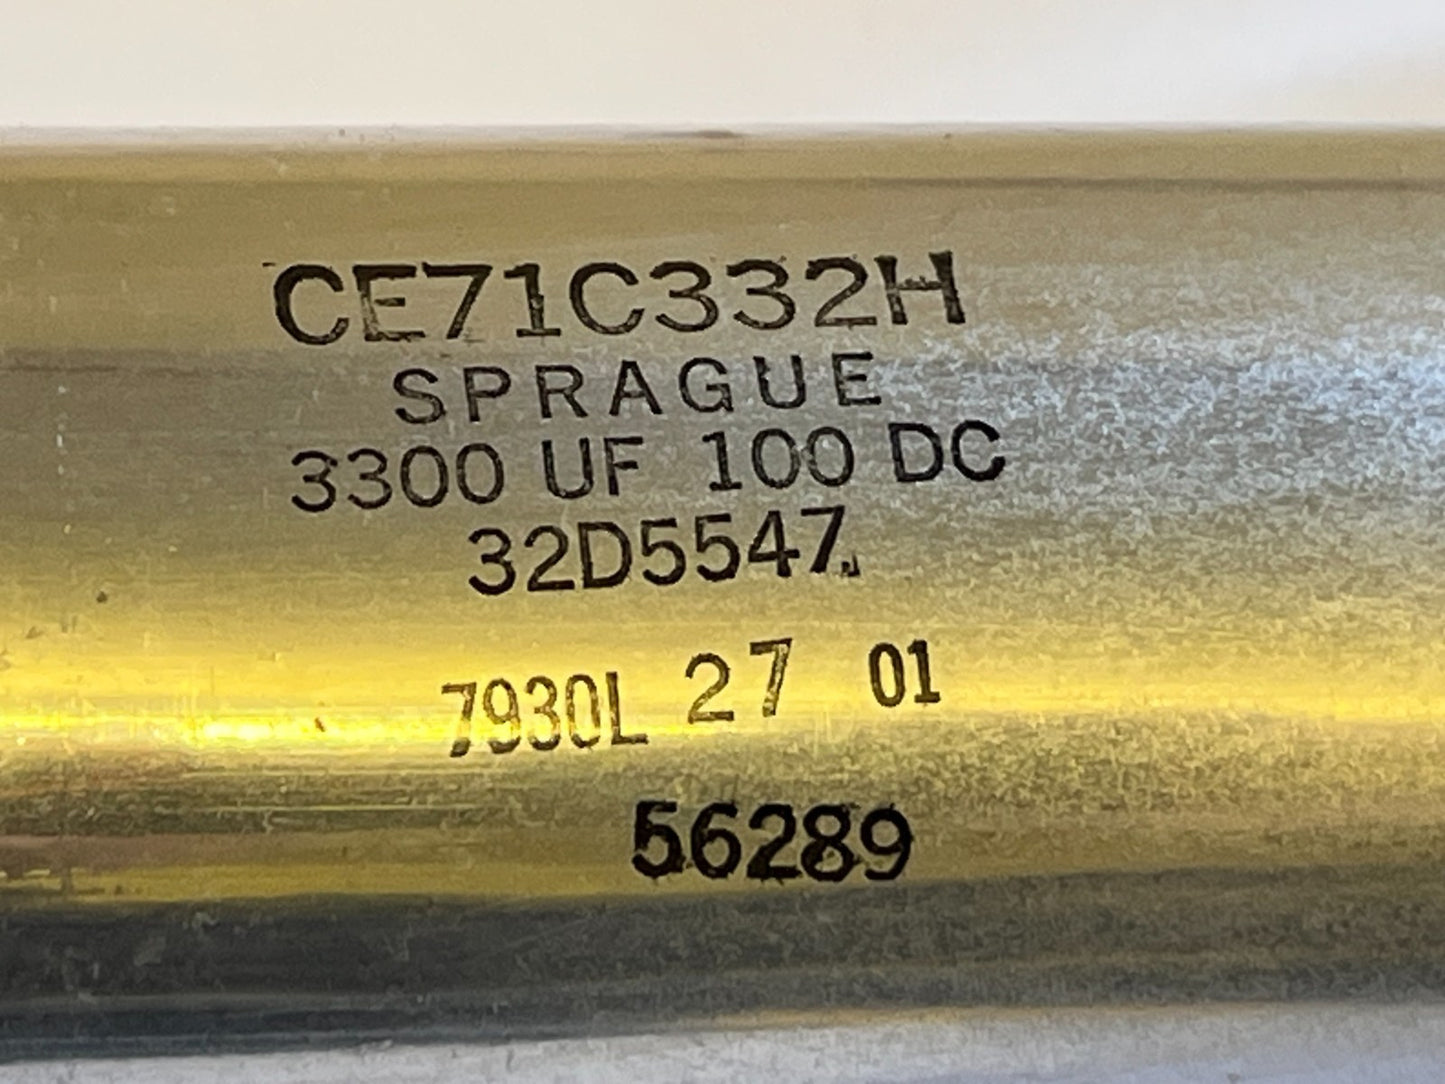 CE71C332H
SPRAGUE
3300 UF 100 DC
32D5547
7930L 27 01
56289